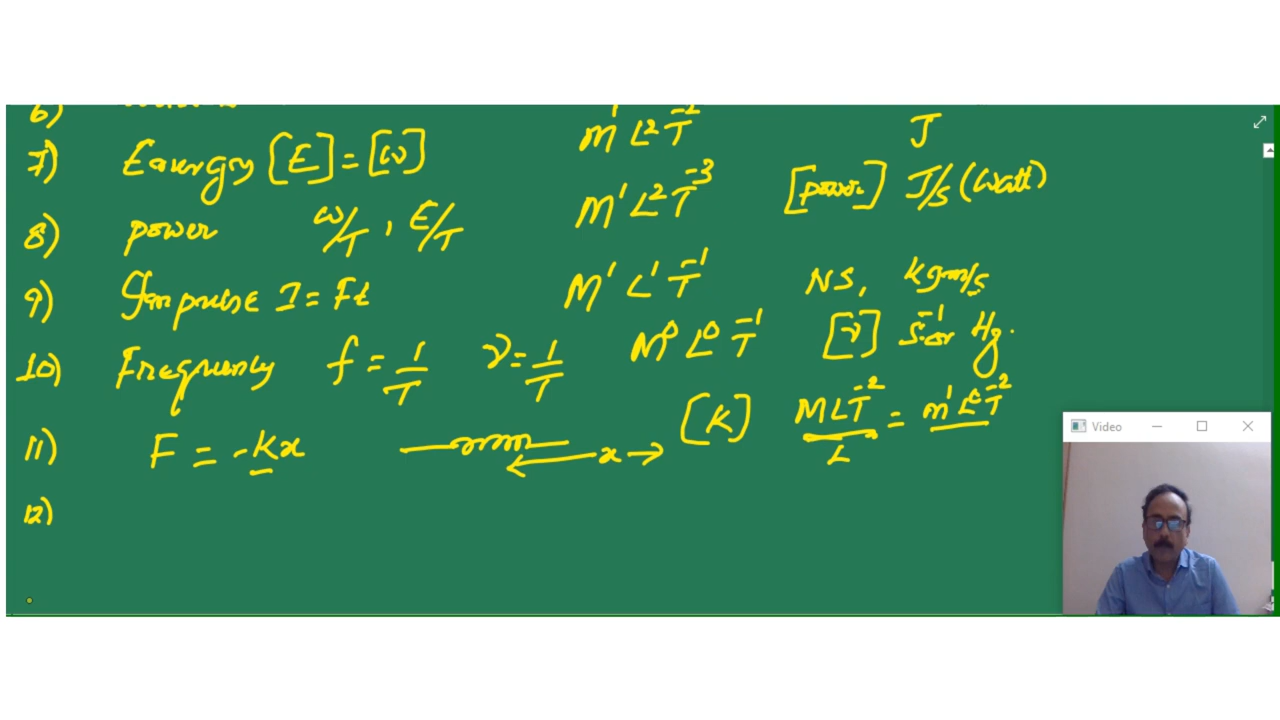 6)
7) Energy [E] = [W] M¹ L² T⁻² J
8) power W/T , E/T M¹ L² T⁻³ [power] J/s (watt)
9) Impulse I = Ft M¹ L¹ T⁻¹ NS, kgm/s
10) Frequency f = 1/T ν = 1/T M⁰ L⁰ T⁻¹ [ν] S⁻¹ or Hz.
11) F = -kx x [K] MLT⁻²/L = M¹ L⁰ T⁻²
12)
Video